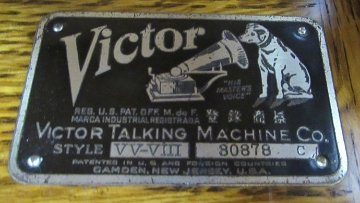 Victor
"HIS MASTER'S VOICE"
REG. U.S. PAT. OFF. M. de F.
MARCA INDUSTRIAL REGISTRADA
VICTOR TALKING MACHINE CO.
STYLE VV-VIII 80878 C
PATENTED IN U.S. AND FOREIGN COUNTRIES
CAMDEN, NEW JERSEY, U.S.A.